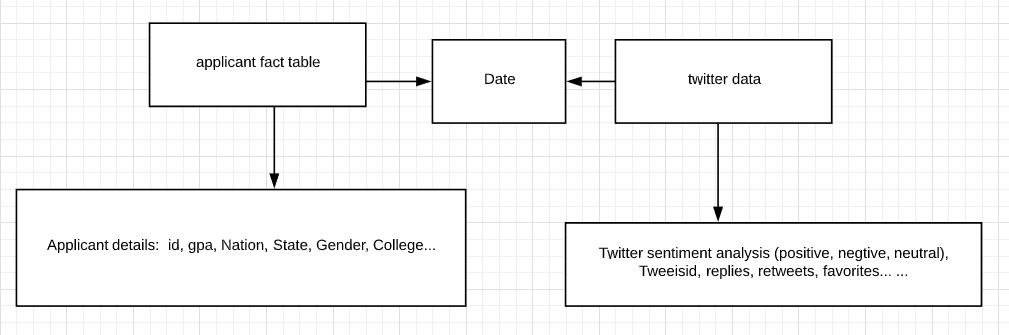 applicant fact table
Date
twitter data
Applicant details:  id, gpa, Nation, State, Gender, College...
Twitter sentiment analysis (positive, negtive, neutral),
Tweeisid, replies, retweets, favorites... ...